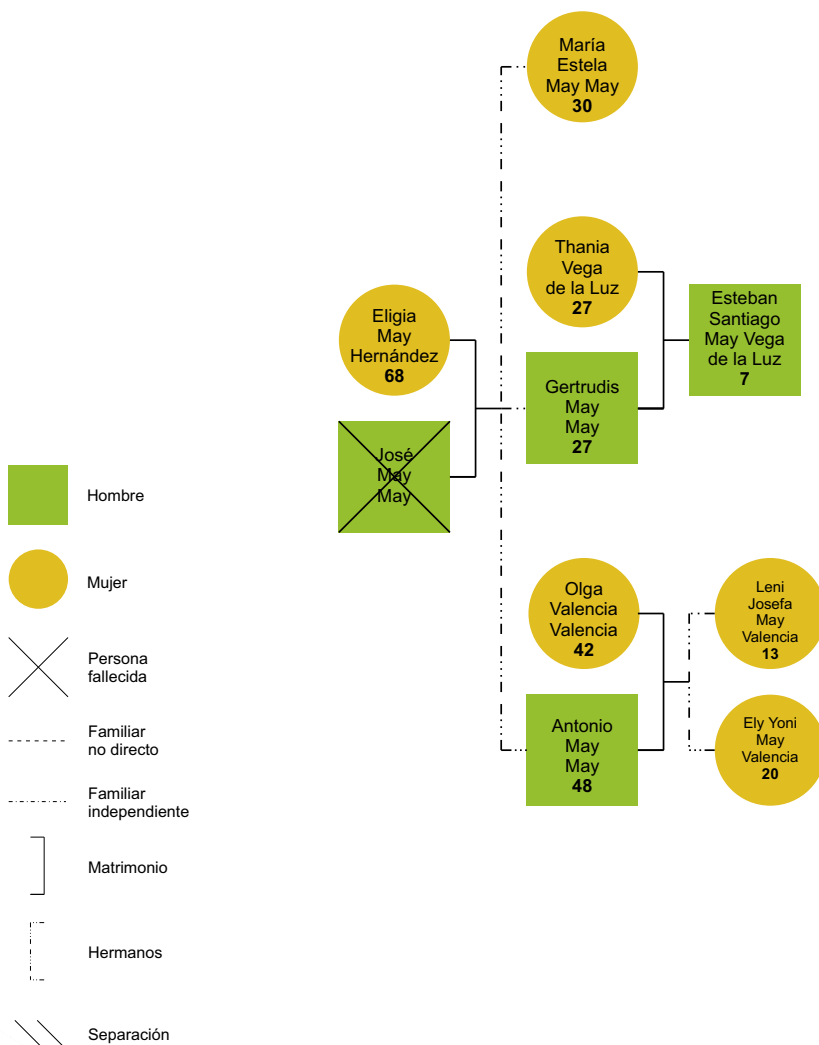 María
Estela
May May
30
Thania
Vega
de la Luz
27
Esteban
Santiago
May Vega
de la Luz
7
Eligia
May
Hernández
68
Gertrudis
May
May
27
José
May
May
Hombre
Mujer
Olga
Valencia
Valencia
42
Leni
Josefa
May
Valencia
13
Persona
fallecida
Antonio
May
May
48
Ely Yoni
May
Valencia
20
Familiar
no directo
Familiar
independiente
Matrimonio
Hermanos
Separación